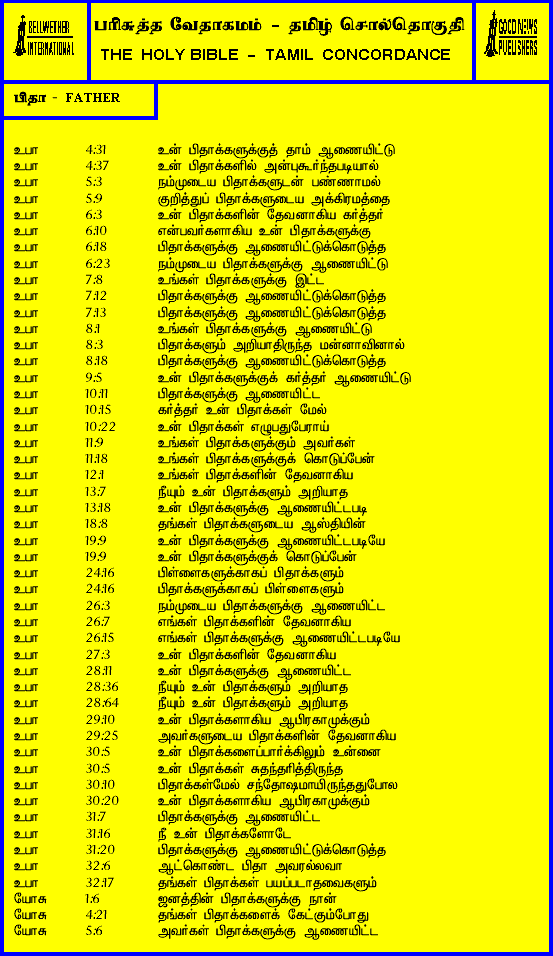 BELLWETHER
INTERNATIONAL
பரிசுத்த வேதாகமம் - தமிழ் சொல்தொகுதி
THE HOLY BIBLE - TAMIL CONCORDANCE
GOOD NEWS
PUBLISHERS
பிதா - FATHER
உபா 4:31 உன் பிதாக்களுக்குத் தாம் ஆணையிட்டு
உபா 4:37 உன் பிதாக்களில் அன்புகூர்ந்தபடியால்
உபா 5:3 நம்முடைய பிதாக்களுடன் பண்ணாமல்
உபா 5:9 குறித்துப் பிதாக்களுடைய அக்கிரமத்தை
உபா 6:3 உன் பிதாக்களின் தேவனாகிய கர்த்தர்
உபா 6:10 என்பவர்களாகிய உன் பிதாக்களுக்கு
உபா 6:18 பிதாக்களுக்கு ஆணையிட்டுக்கொடுத்த
உபா 6:23 நம்முடைய பிதாக்களுக்கு ஆணையிட்டு
உபா 7:8 உங்கள் பிதாக்களுக்கு இட்ட
உபா 7:12 பிதாக்களுக்கு ஆணையிட்டுக்கொடுத்த
உபா 7:13 பிதாக்களுக்கு ஆணையிட்டுக்கொடுத்த
உபா 8:1 உங்கள் பிதாக்களுக்கு ஆணையிட்டு
உபா 8:3 பிதாக்களும் அறியாதிருந்த மன்னாவினால்
உபா 8:18 பிதாக்களுக்கு ஆணையிட்டுக்கொடுத்த
உபா 9:5 உன் பிதாக்களுக்குக் கர்த்தர் ஆணையிட்டு
உபா 10:11 பிதாக்களுக்கு ஆணையிட்ட
உபா 10:15 கர்த்தர் உன் பிதாக்கள் மேல்
உபா 10:22 உன் பிதாக்கள் எழுபதுபேராய்
உபா 11:9 உங்கள் பிதாக்களுக்கும் அவர்கள்
உபா 11:18 உங்கள் பிதாக்களுக்குக் கொடுப்பேன்
உபா 12:1 உங்கள் பிதாக்களின் தேவனாகிய
உபா 13:7 நீயும் உன் பிதாக்களும் அறியாத
உபா 13:18 உன் பிதாக்களுக்கு ஆணையிட்டபடி
உபா 18:8 தங்கள் பிதாக்களுடைய ஆஸ்தியின்
உபா 19:9 உன் பிதாக்களுக்கு ஆணையிட்டபடியே
உபா 19:9 உன் பிதாக்களுக்குக் கொடுப்பேன்
உபா 24:16 பிள்ளைகளுக்காகப் பிதாக்களும்
உபா 24:16 பிதாக்களுக்காகப் பிள்ளைகளும்
உபா 26:3 நம்முடைய பிதாக்களுக்கு ஆணையிட்ட
உபா 26:7 எங்கள் பிதாக்களின் தேவனாகிய
உபா 26:15 எங்கள் பிதாக்களுக்கு ஆணையிட்டபடியே
உபா 27:3 உன் பிதாக்களின் தேவனாகிய
உபா 28:11 உன் பிதாக்களுக்கு ஆணையிட்ட
உபா 28:36 நீயும் உன் பிதாக்களும் அறியாத
உபா 28:64 நீயும் உன் பிதாக்களும் அறியாத
உபா 29:10 உன் பிதாக்களாகிய ஆபிரகாமுக்கும்
உபா 29:25 அவர்களுடைய பிதாக்களின் தேவனாகிய
உபா 30:5 உன் பிதாக்களைப்பார்க்கிலும் உன்னை
உபா 30:5 உன் பிதாக்கள் சுதந்தரித்திருந்த
உபா 30:10 பிதாக்கள்மேல் சந்தோஷமாயிருந்ததுபோல
உபா 30:20 உன் பிதாக்களாகிய ஆபிரகாமுக்கும்
உபா 31:7 பிதாக்களுக்கு ஆணையிட்ட
உபா 31:16 நீ உன் பிதாக்களோடே
உபா 31:20 பிதாக்களுக்கு ஆணையிட்டுக்கொடுத்த
உபா 32:6 ஆட்கொண்ட பிதா அவரல்லவா
உபா 32:17 தங்கள் பிதாக்கள் பயப்படாதவைகளும்
யோசு 1:6 ஜனத்தின் பிதாக்களுக்கு நான்
யோசு 4:21 தங்கள் பிதாக்களைக் கேட்கும்போது
யோசு 5:6 அவர்கள் பிதாக்களுக்கு ஆணையிட்ட